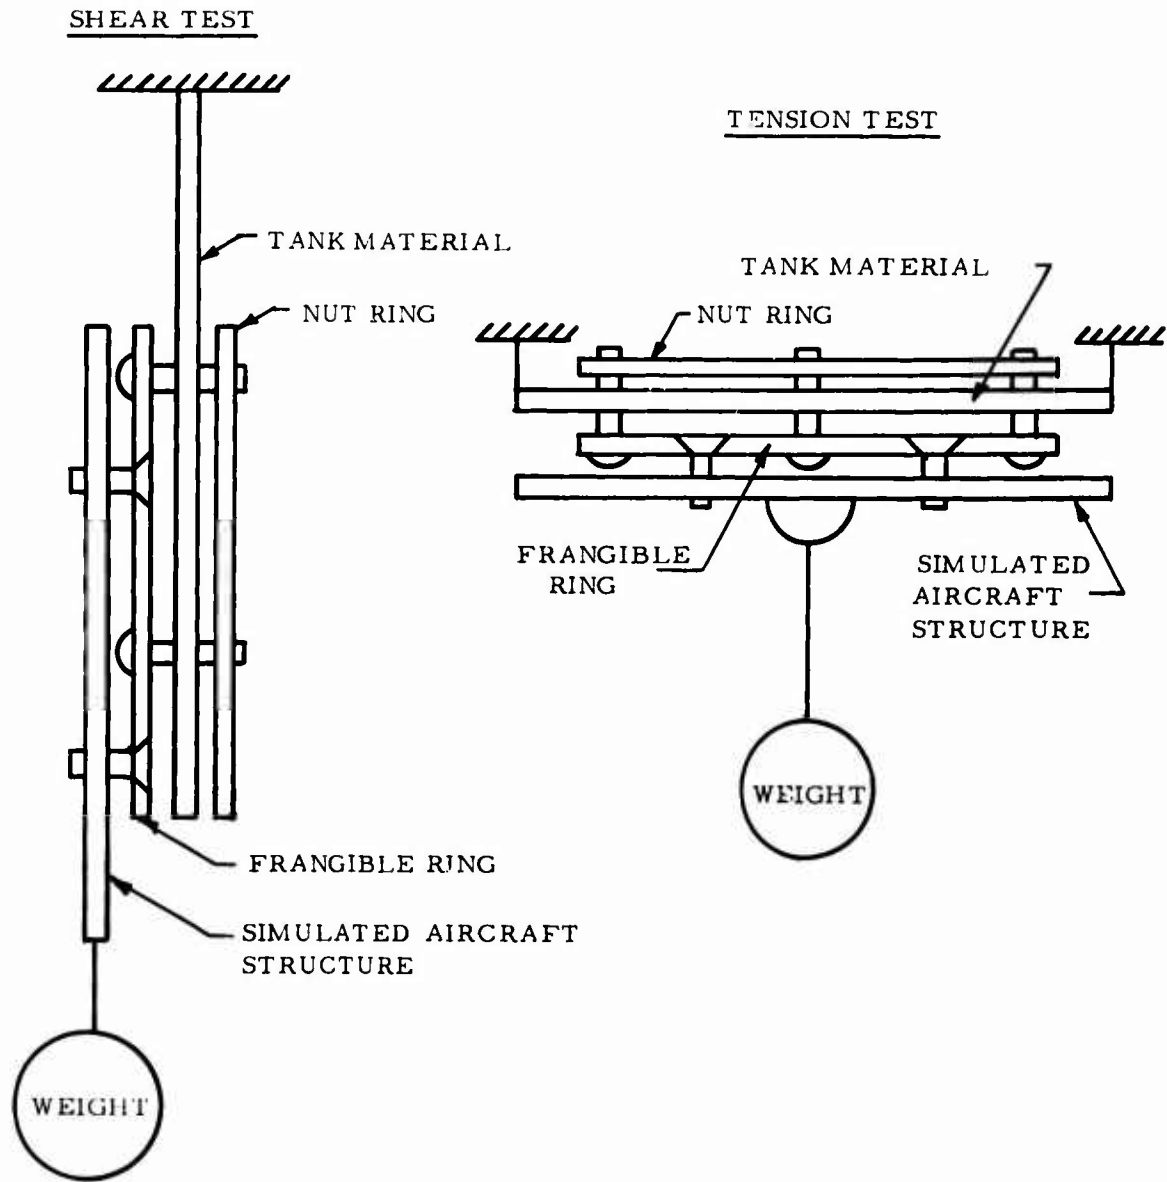 SHEAR TEST
TENSION TEST
TANK MATERIAL
NUT RING
TANK MATERIAL
NUT RING
FRANGIBLE
RING
SIMULATED
AIRCRAFT
STRUCTURE
WEIGHT
FRANGIBLE RING
SIMULATED AIRCRAFT
STRUCTURE
WEIGHT